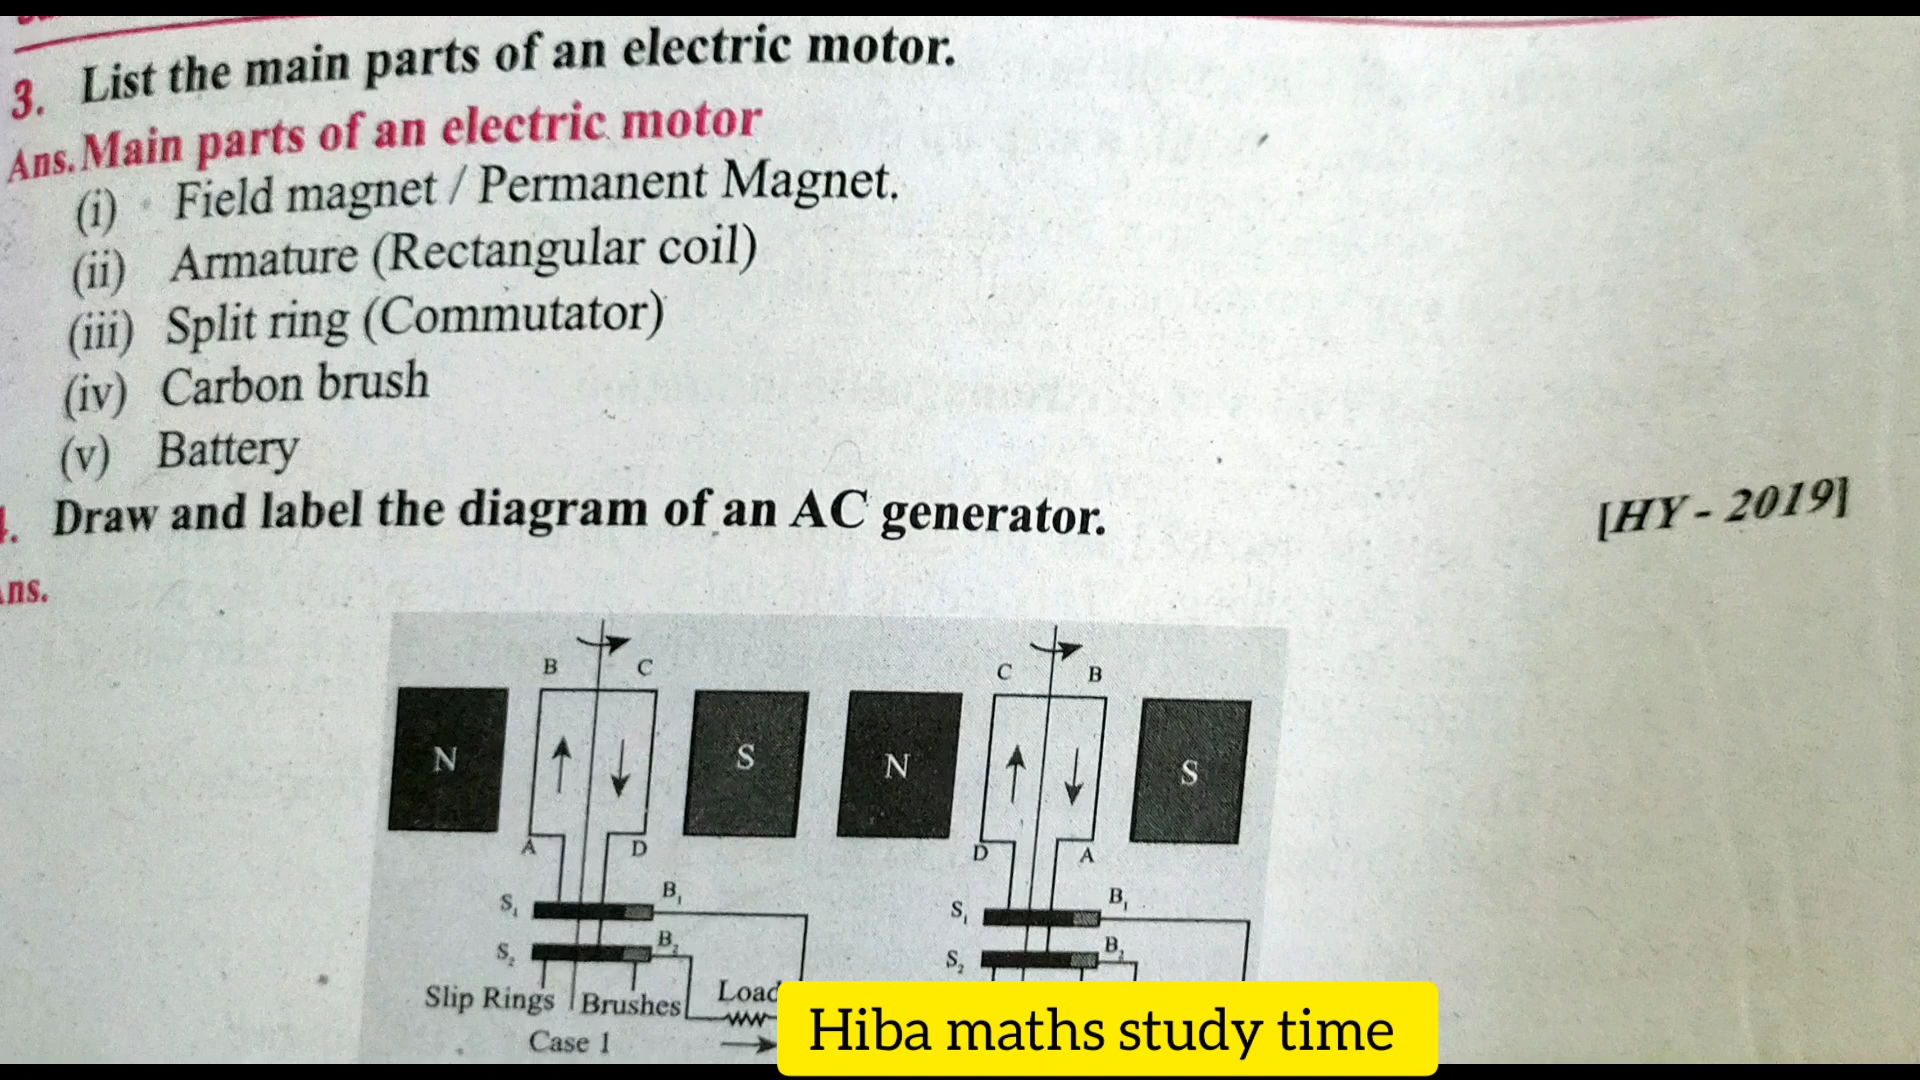 3. List the main parts of an electric motor.
Ans. Main parts of an electric motor
(i) Field magnet / Permanent Magnet.
(ii) Armature (Rectangular coil)
(iii) Split ring (Commutator)
(iv) Carbon brush
(v) Battery
. Draw and label the diagram of an AC generator. [HY - 2019]
ns.
B C C B
N S N S
A D D A
S₁ B₁ S₁ B₁
S₂ B₂ S₂ B₂
Slip Rings Brushes Load
Case 1
Hiba maths study time